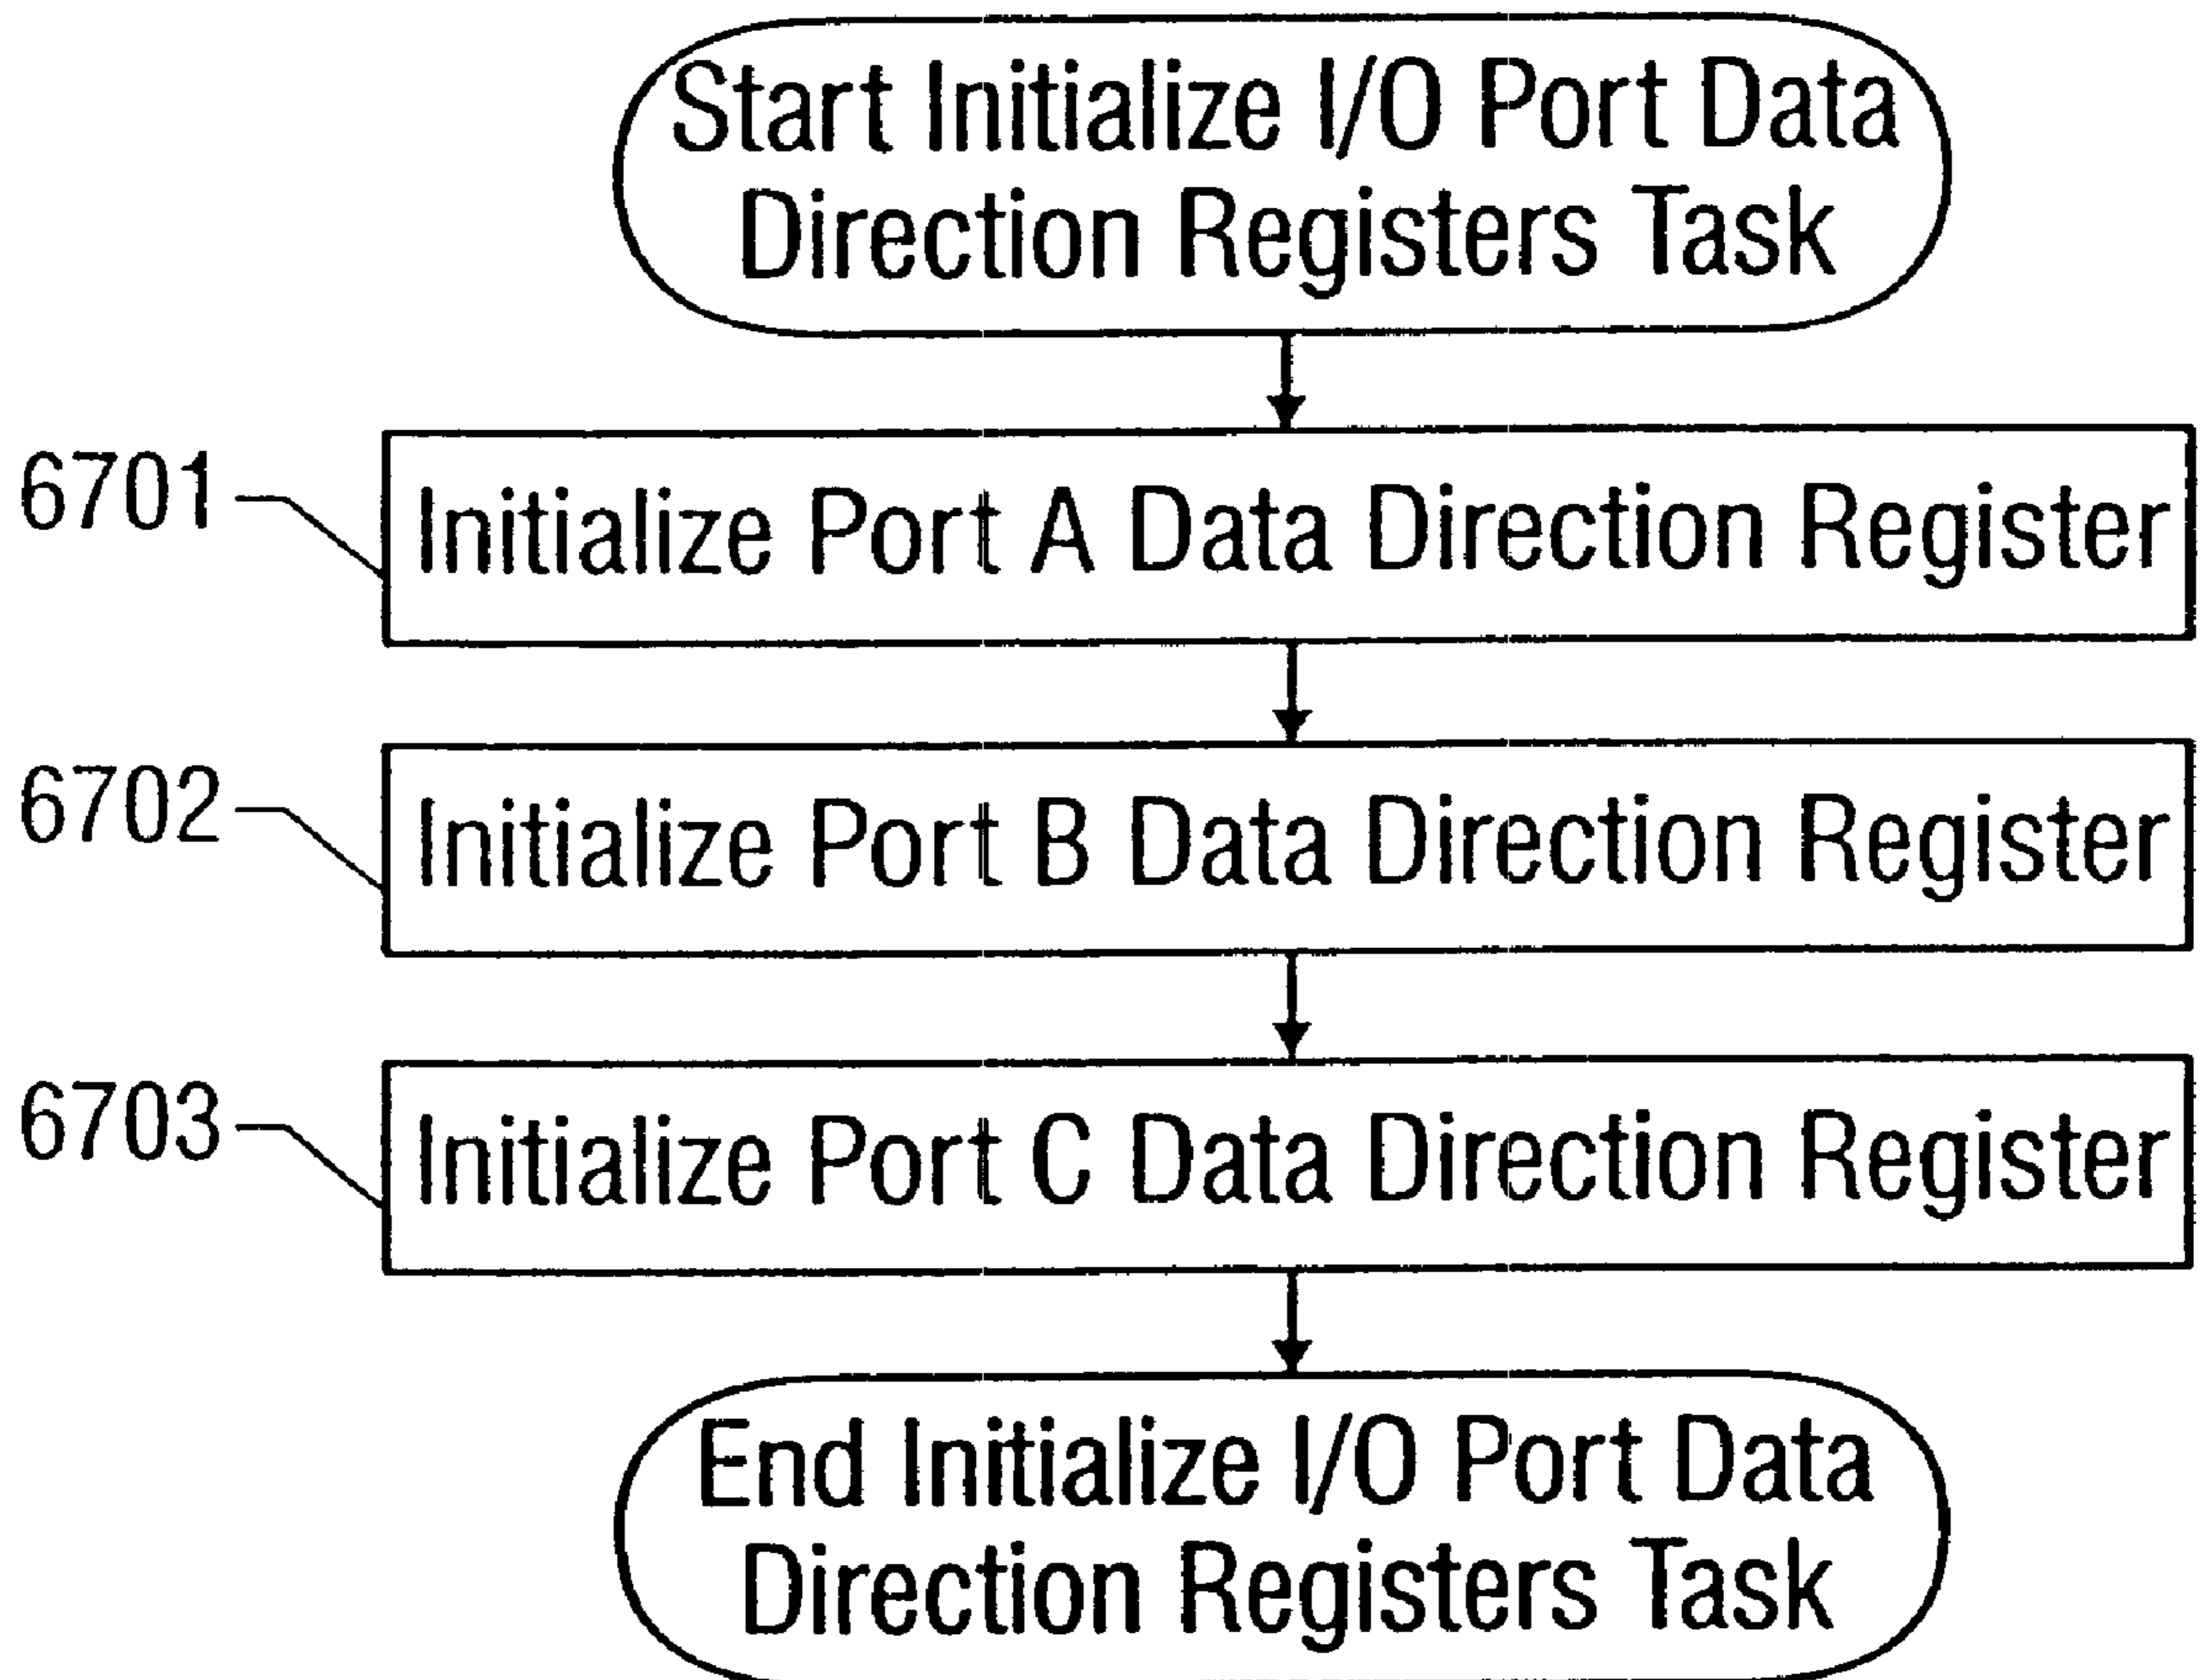 Start Initialize I/O Port Data
Direction Registers Task
6701
Initialize Port A Data Direction Register
6702
Initialize Port B Data Direction Register
6703
Initialize Port C Data Direction Register
End Initialize I/O Port Data
Direction Registers Task